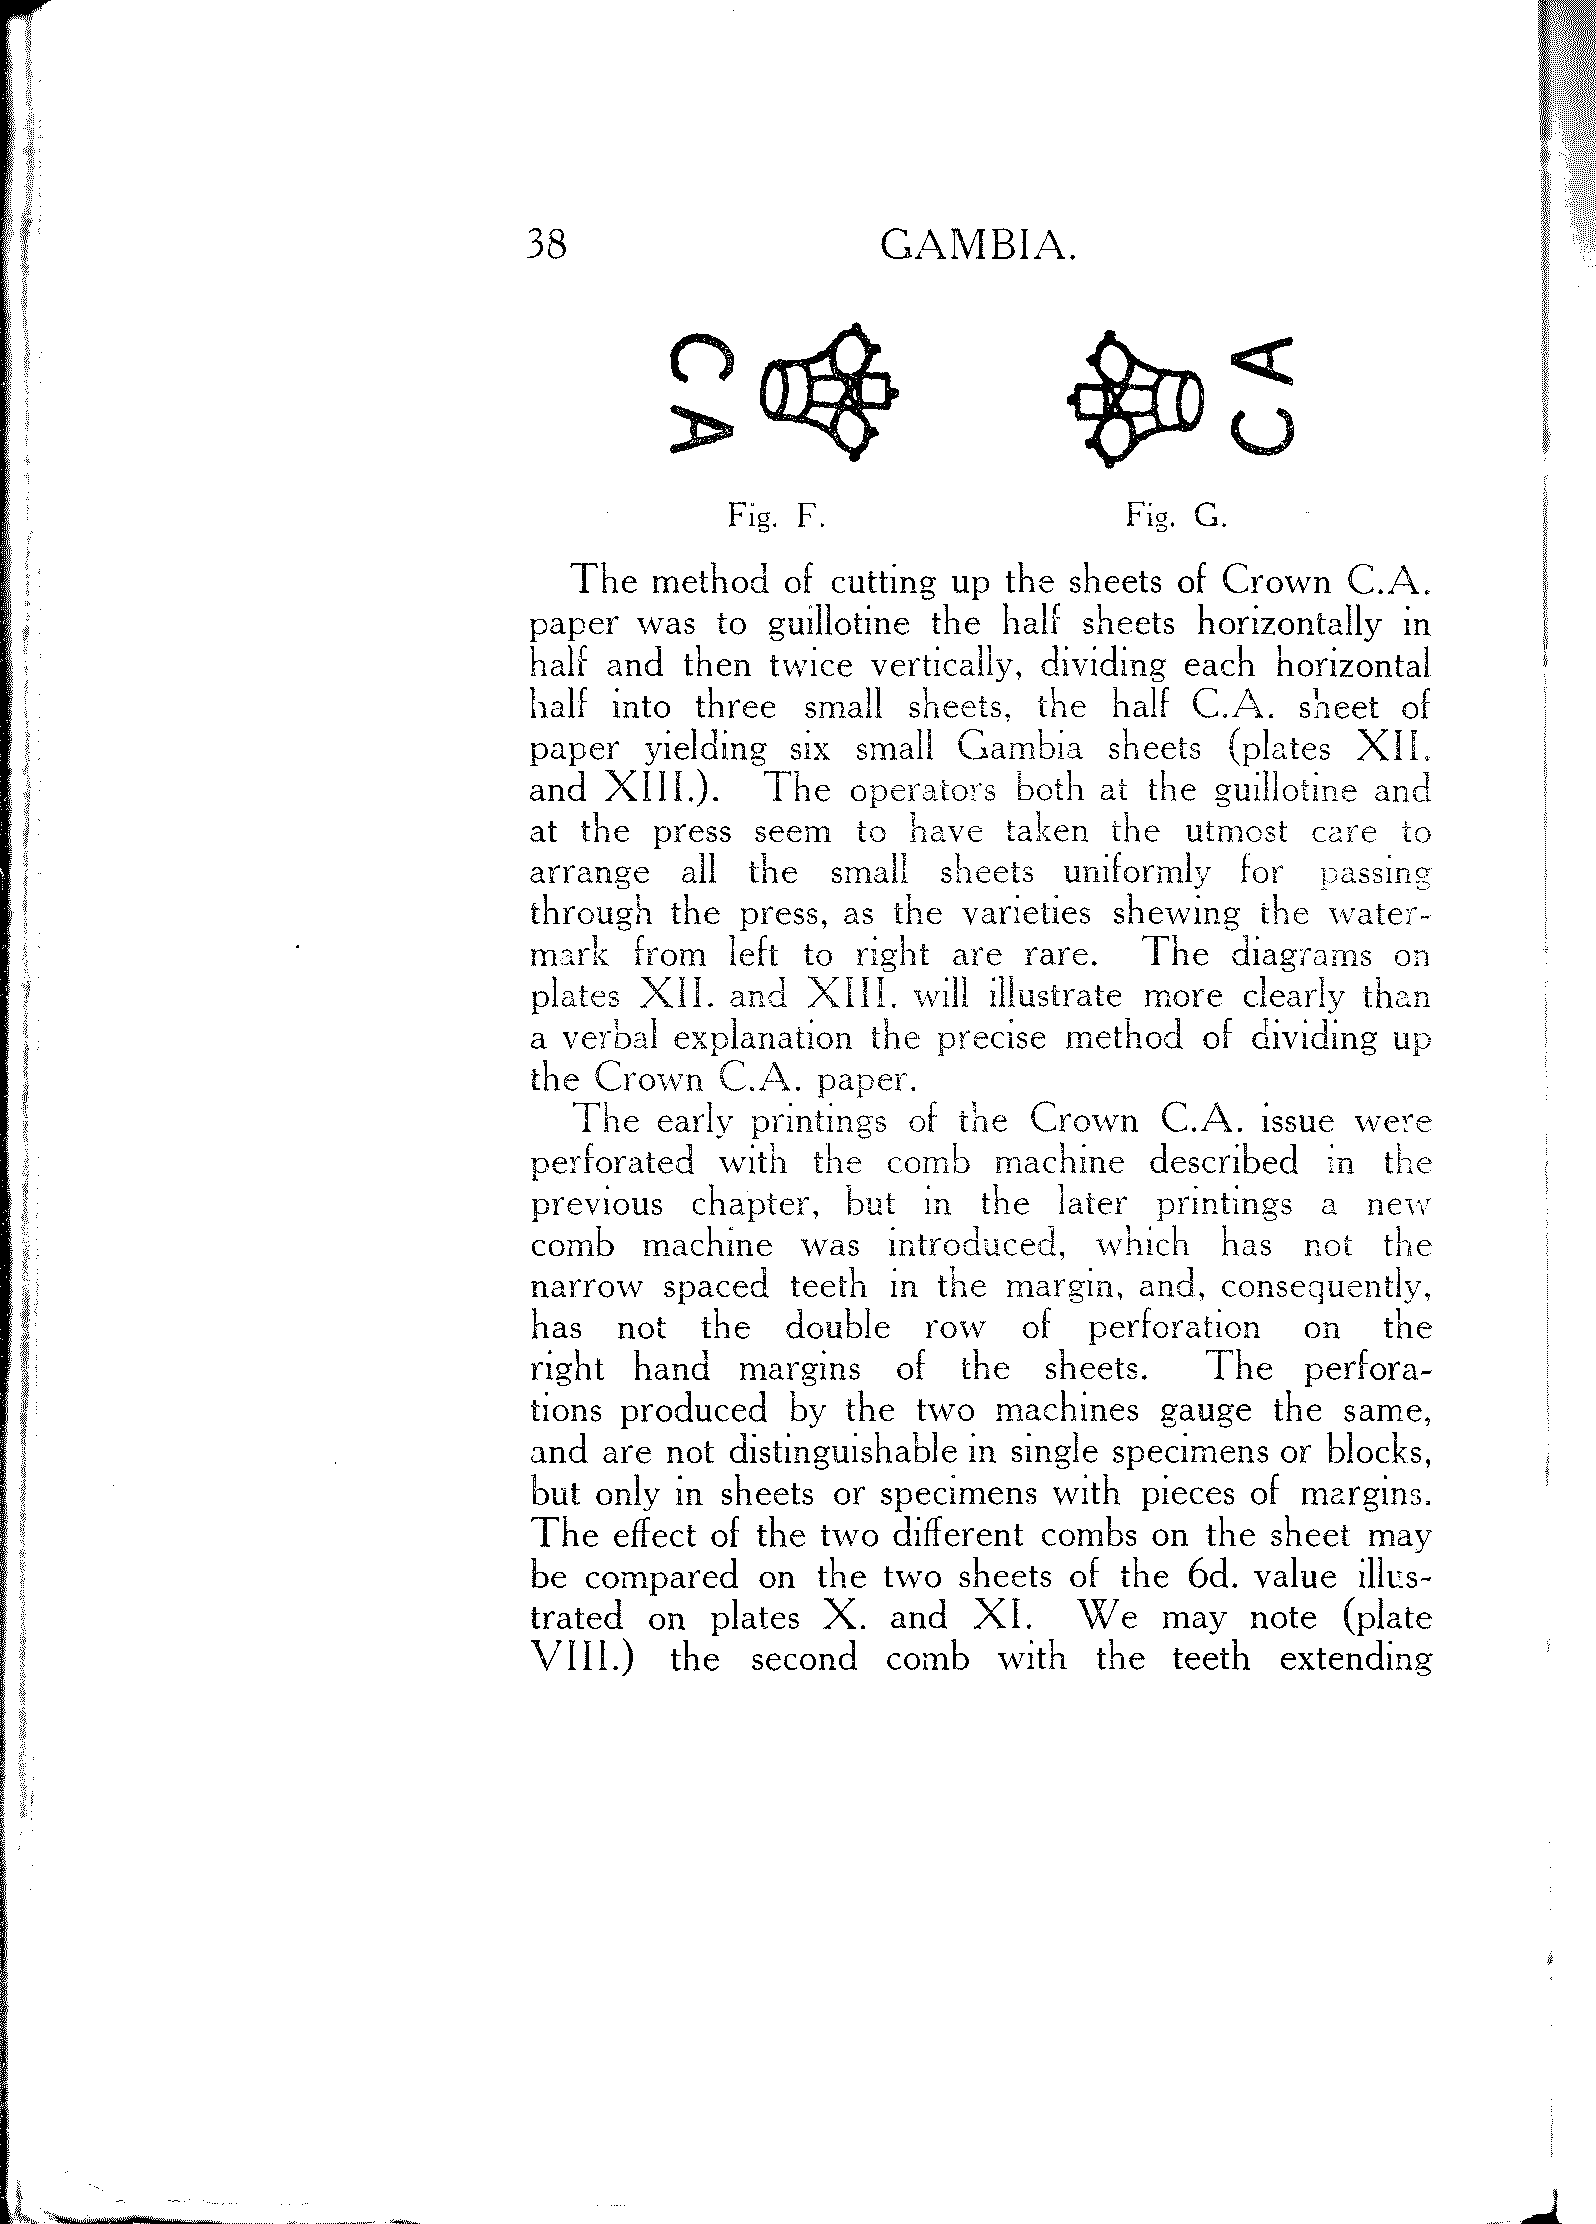 38 GAMBIA.
C A
C A
Fig. F. Fig. G.
The method of cutting up the sheets of Crown C.A.
paper was to guillotine the half sheets horizontally in
half and then twice vertically, dividing each horizontal
half into three small sheets, the half C.A. sheet of
paper yielding six small Gambia sheets (plates XII.
and XIII.). The operators both at the guillotine and
at the press seem to have taken the utmost care to
arrange all the small sheets uniformly for passing
through the press, as the varieties shewing the water-
mark from left to right are rare. The diagrams on
plates XII. and XIII. will illustrate more clearly than
a verbal explanation the precise method of dividing up
the Crown C.A. paper.
The early printings of the Crown C.A. issue were
perforated with the comb machine described in the
previous chapter, but in the later printings a new
comb machine was introduced, which has not the
narrow spaced teeth in the margin, and, consequently,
has not the double row of perforation on the
right hand margins of the sheets. The perfora-
tions produced by the two machines gauge the same,
and are not distinguishable in single specimens or blocks,
but only in sheets or specimens with pieces of margins.
The effect of the two different combs on the sheet may
be compared on the two sheets of the 6d. value illus-
trated on plates X. and XI. We may note (plate
VIII.) the second comb with the teeth extending